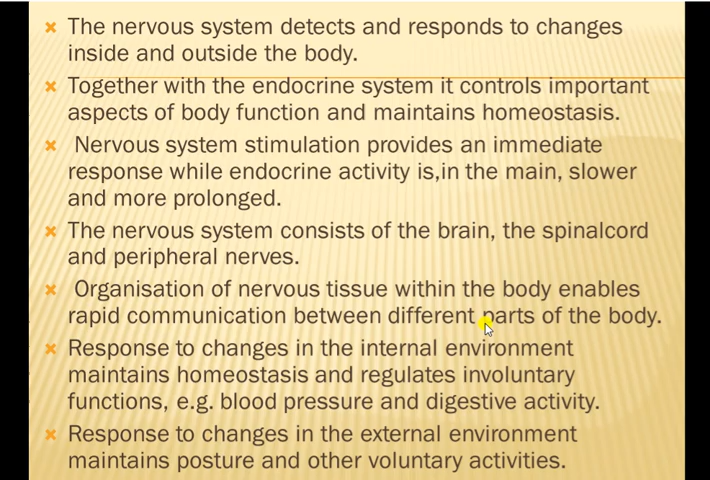 The nervous system detects and responds to changes
inside and outside the body.
Together with the endocrine system it controls important
aspects of body function and maintains homeostasis.
Nervous system stimulation provides an immediate
response while endocrine activity is,in the main, slower
and more prolonged.
The nervous system consists of the brain, the spinalcord
and peripheral nerves.
Organisation of nervous tissue within the body enables
rapid communication between different parts of the body.
Response to changes in the internal environment
maintains homeostasis and regulates involuntary
functions, e.g. blood pressure and digestive activity.
Response to changes in the external environment
maintains posture and other voluntary activities.